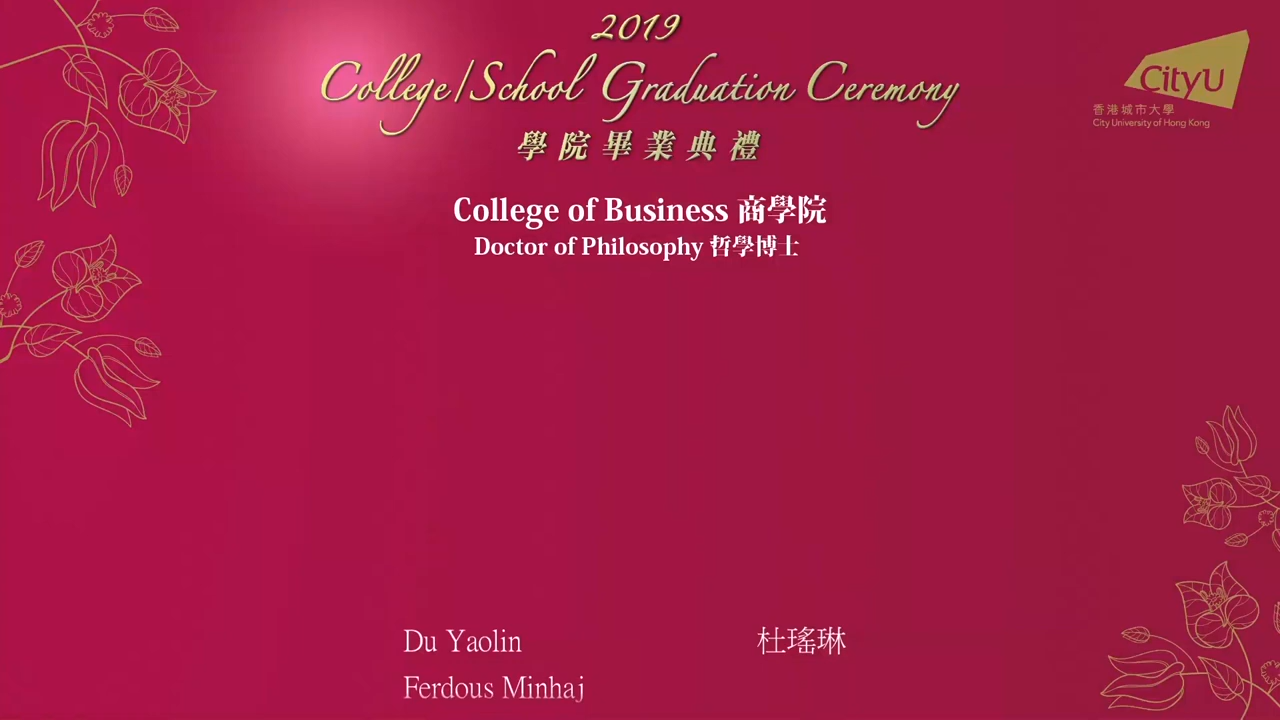 2019
College/School Graduation Ceremony
學院畢業典禮
CityU
香港城市大學
City University of Hong Kong
College of Business 商學院
Doctor of Philosophy 哲學博士
Du Yaolin 杜瑤琳
Ferdous Minhaj